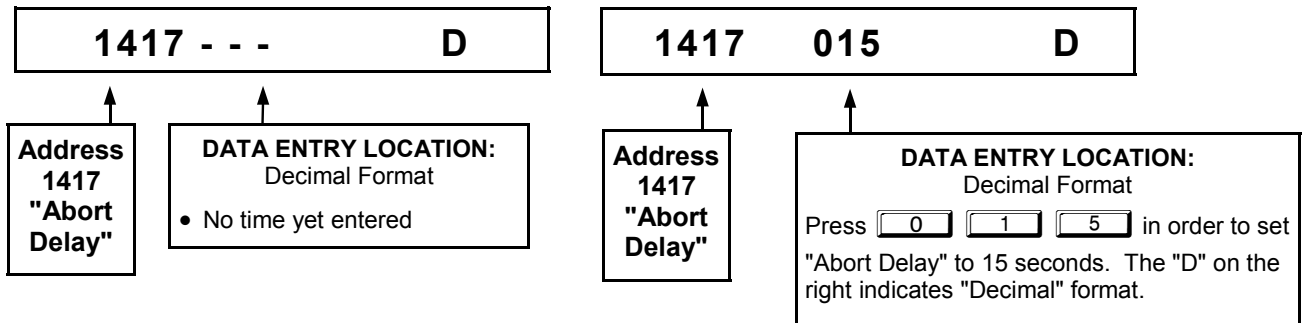 1417 - - - D
Address
1417
"Abort
Delay"
DATA ENTRY LOCATION:
Decimal Format
• No time yet entered
1417 015 D
Address
1417
"Abort
Delay"
DATA ENTRY LOCATION:
Decimal Format
Press 0 1 5 in order to set
"Abort Delay" to 15 seconds. The "D" on the
right indicates "Decimal" format.